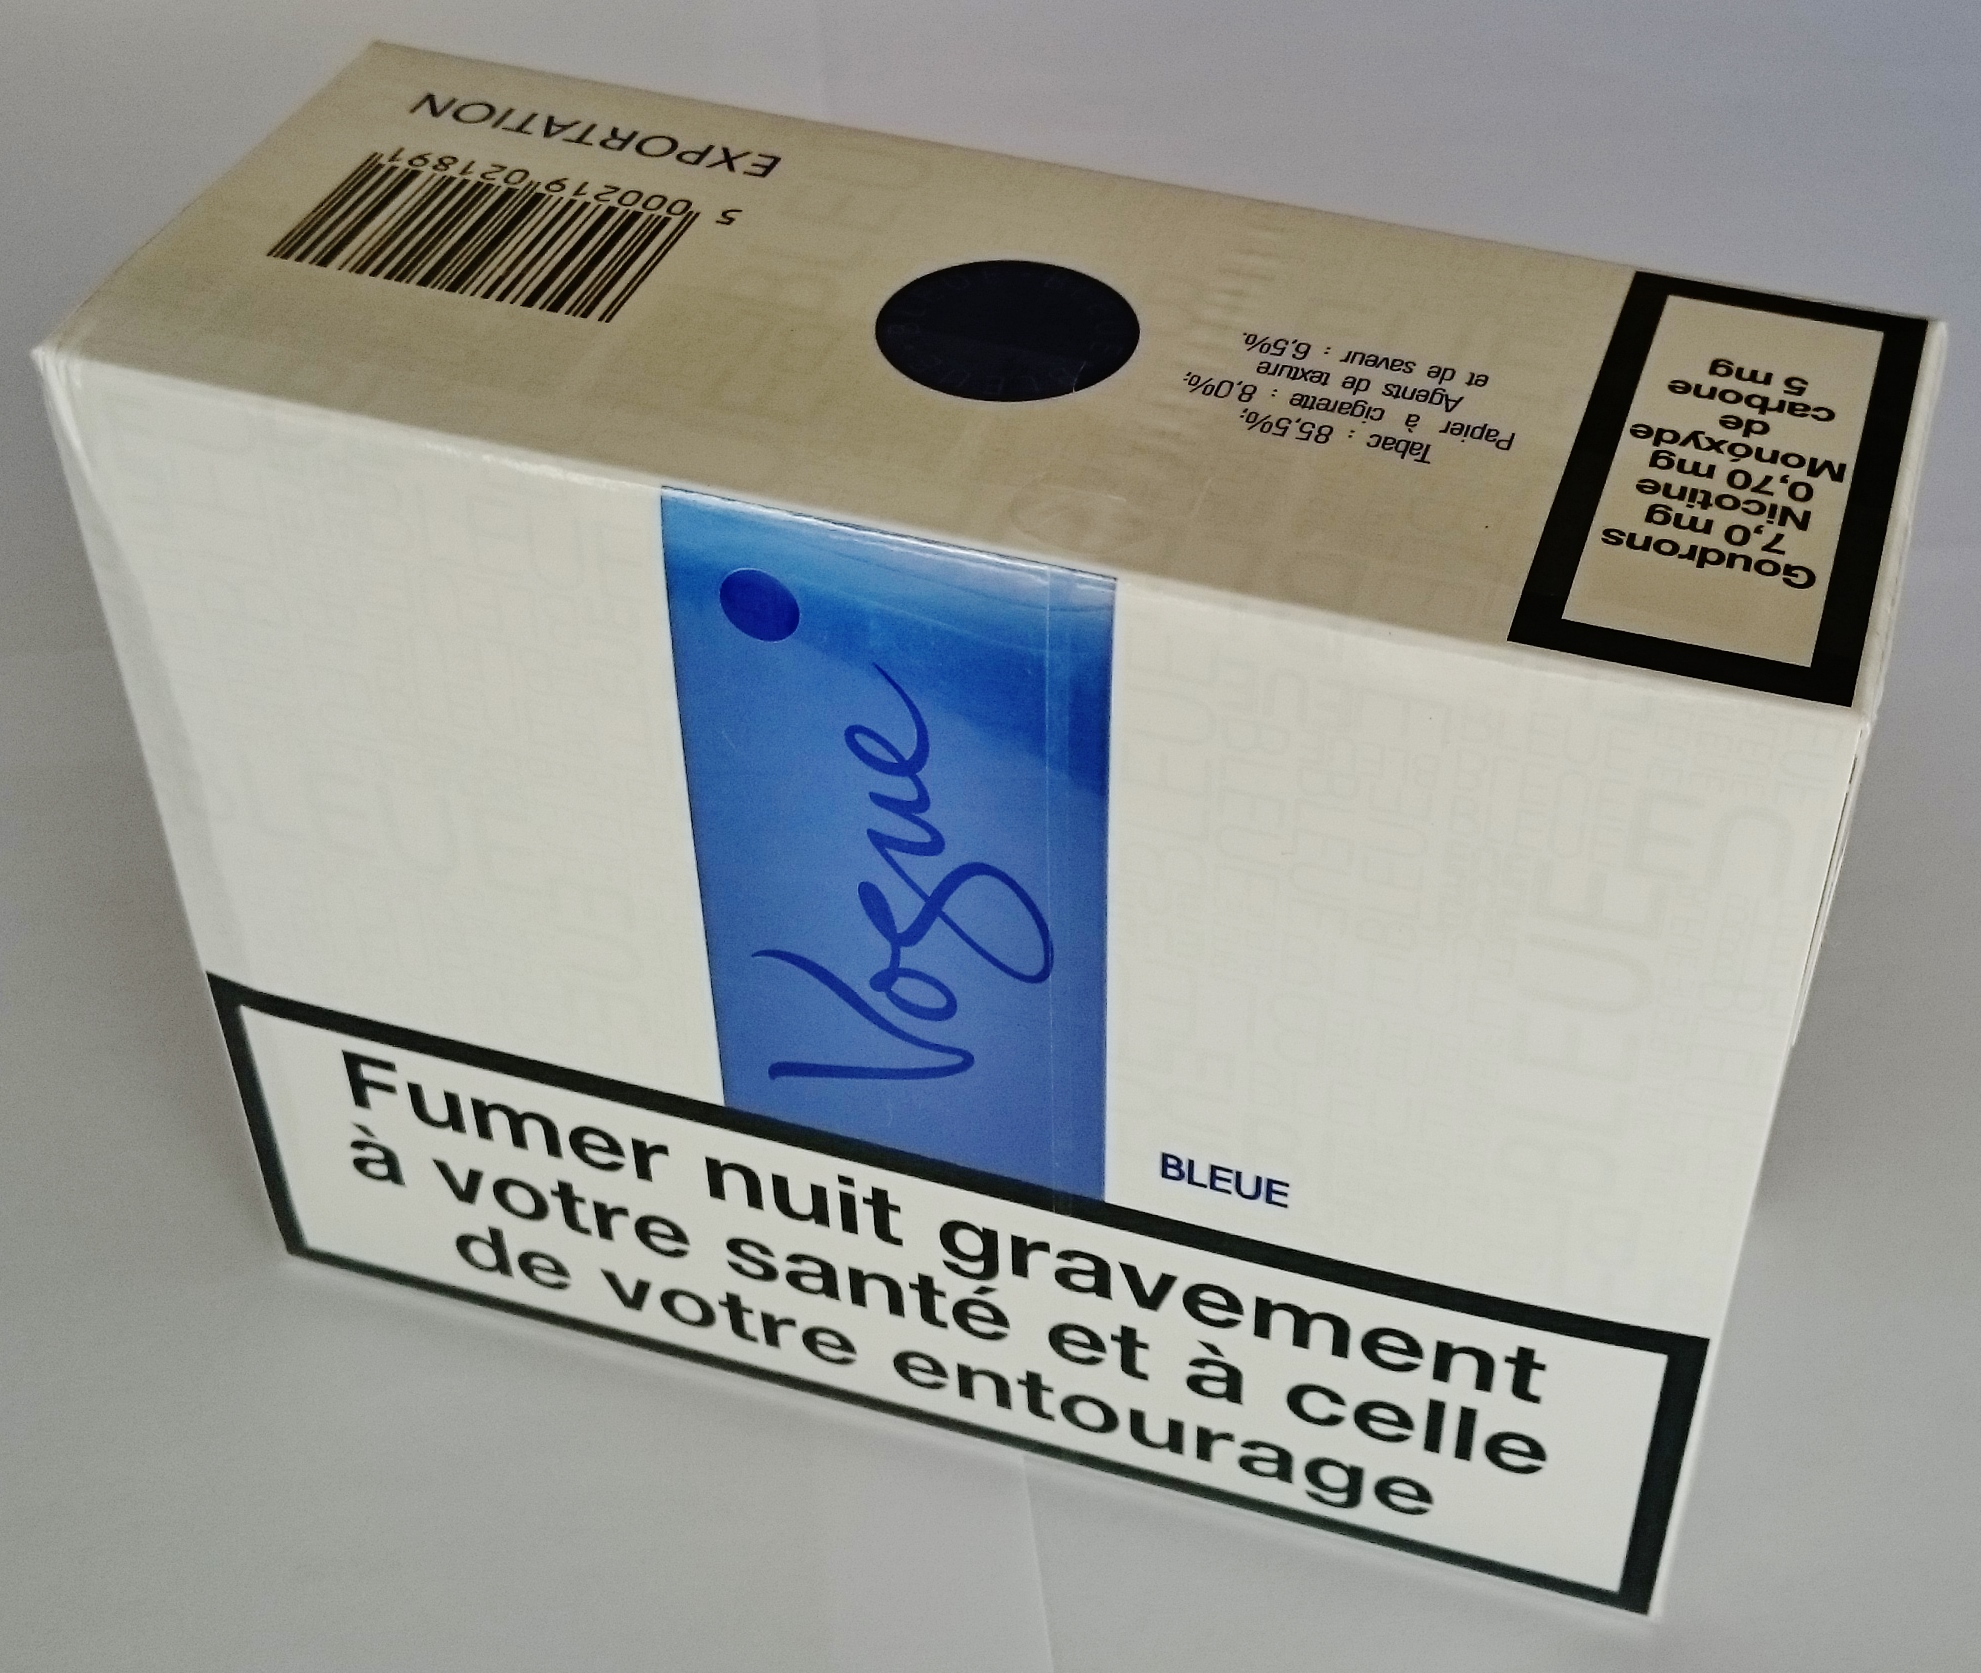 EXPORTATION
5 000219 021891
Tabac : 85,5%;
Papier à cigarette : 8,0%;
Agents de texture
et de saveur : 6,5%.
Goudrons
7,0 mg
Nicotine
0,70 mg
Monóxyde
de
carbone
5 mg
Vogue
BLEUE
Fumer nuit gravement
à votre santé et à celle
de votre entourage